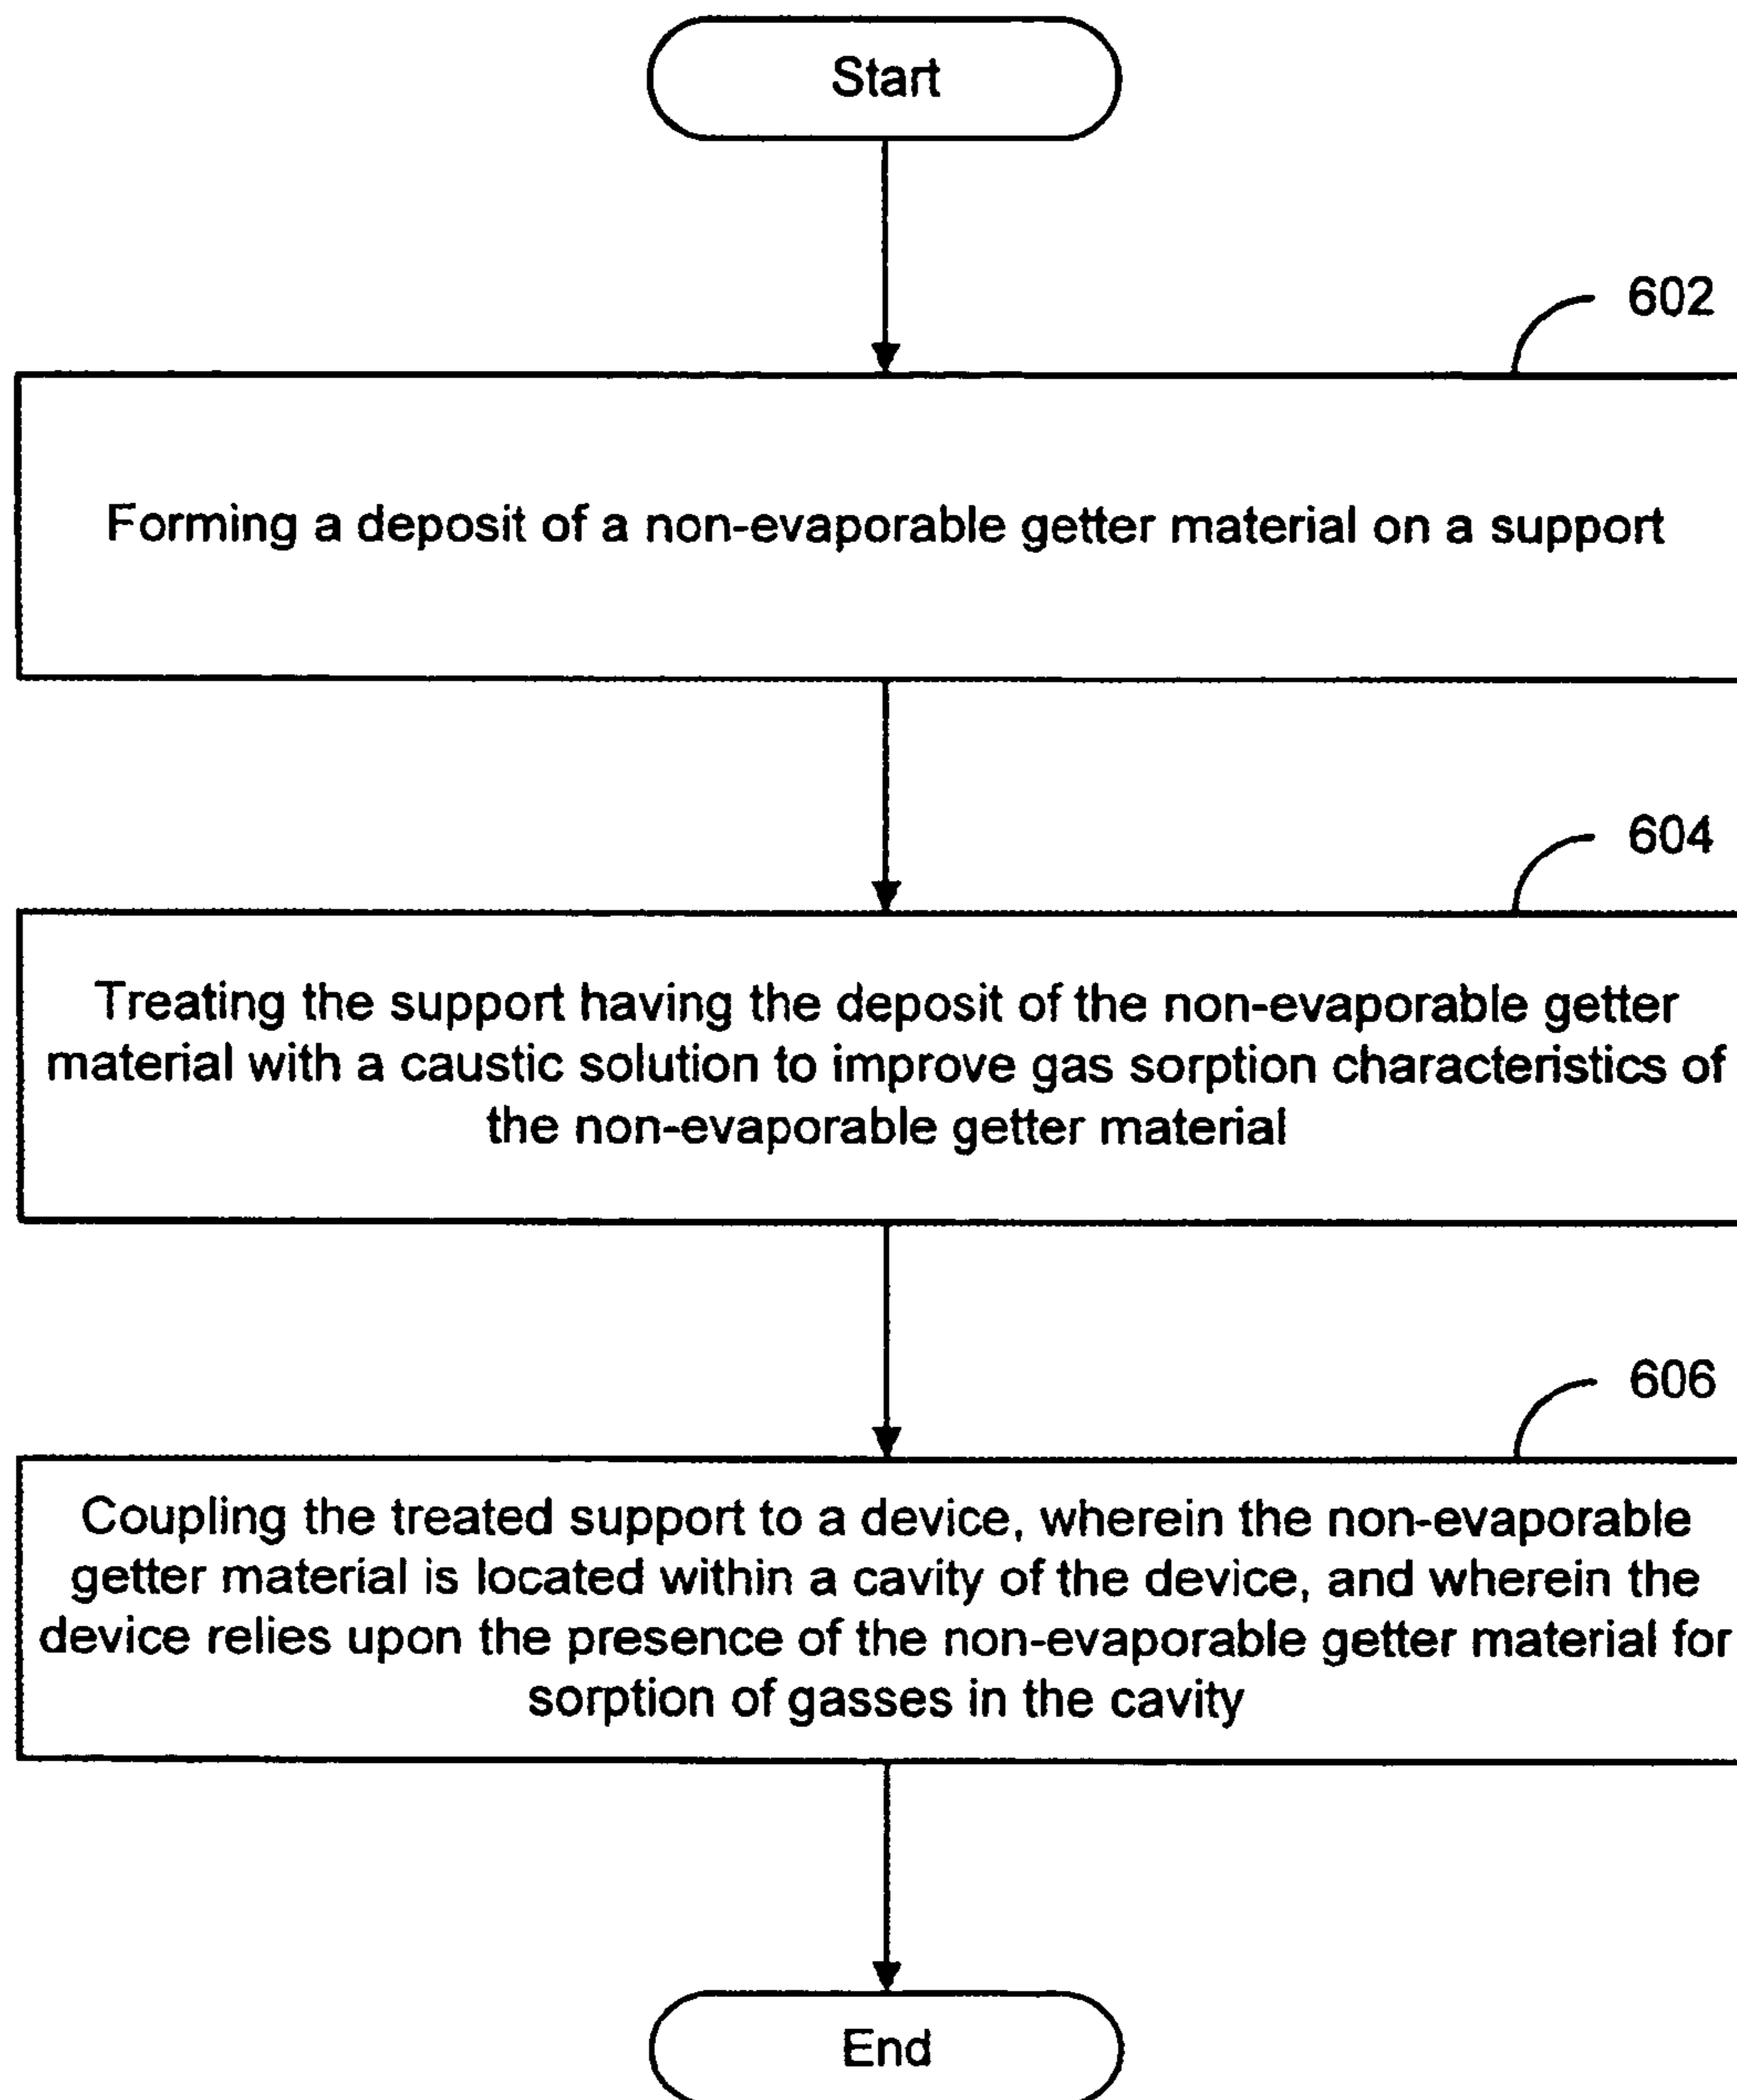 Start
602
Forming a deposit of a non-evaporable getter material on a support
604
Treating the support having the deposit of the non-evaporable getter
material with a caustic solution to improve gas sorption characteristics of
the non-evaporable getter material
606
Coupling the treated support to a device, wherein the non-evaporable
getter material is located within a cavity of the device, and wherein the
device relies upon the presence of the non-evaporable getter material for
sorption of gasses in the cavity
End